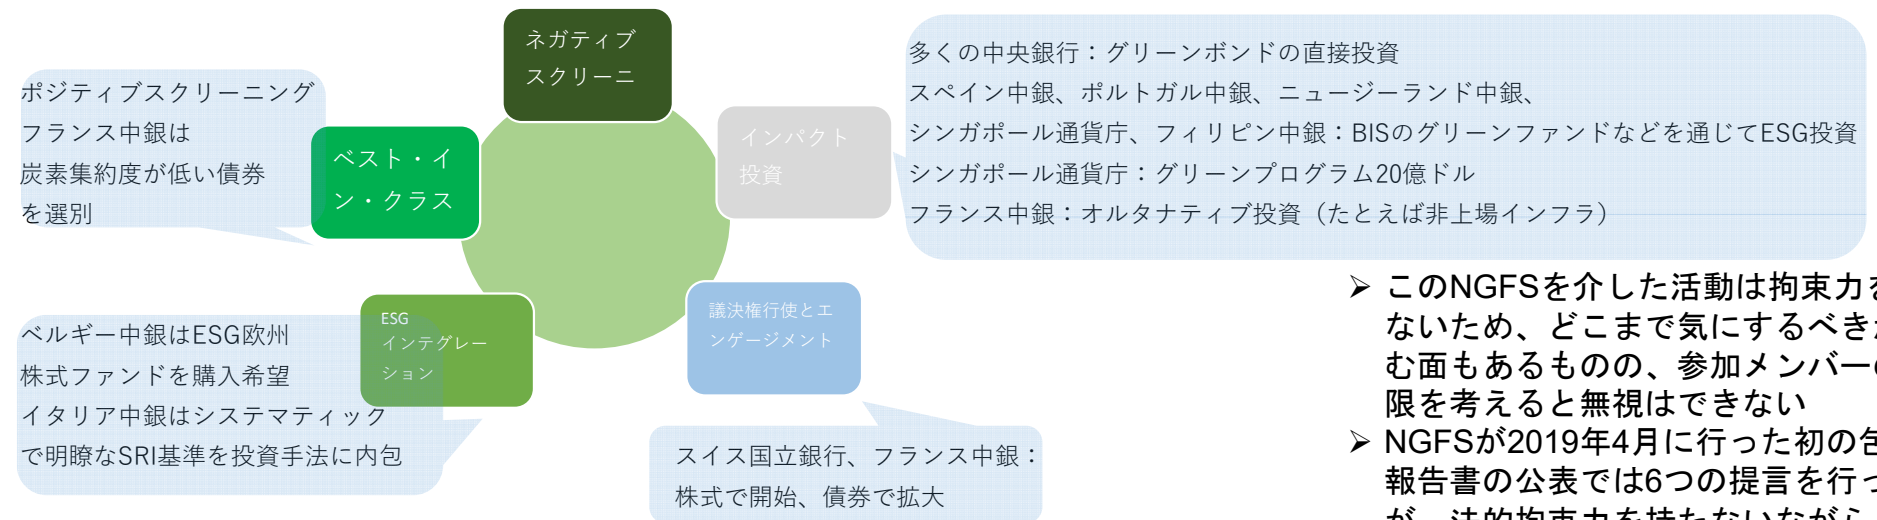 ネガティブ
スクリーニ
ポジティブスクリーニング
フランス中銀は
炭素集約度が低い債券
を選別
ベスト・イ
ン・クラス
インパクト
投資
多くの中央銀行：グリーンボンドの直接投資
スペイン中銀、ポルトガル中銀、ニュージーランド中銀、
シンガポール通貨庁、フィリピン中銀：BISのグリーンファンドなどを通じてESG投資
シンガポール通貨庁：グリーンプログラム20億ドル
フランス中銀：オルタナティブ投資（たとえば非上場インフラ）
ESG
インテグレー
ション
ベルギー中銀はESG欧州
株式ファンドを購入希望
イタリア中銀はシステマティック
で明瞭なSRI基準を投資手法に内包
議決権行使とエ
ンゲージメント
スイス国立銀行、フランス中銀：
株式で開始、債券で拡大
➢ このNGFSを介した活動は拘束力を
ないため、どこまで気にするべきか
む面もあるものの、参加メンバーの
限を考えると無視はできない
➢ NGFSが2019年4月に行った初の包
報告書の公表では6つの提言を行っ
が、法的拘束力を持たないながら